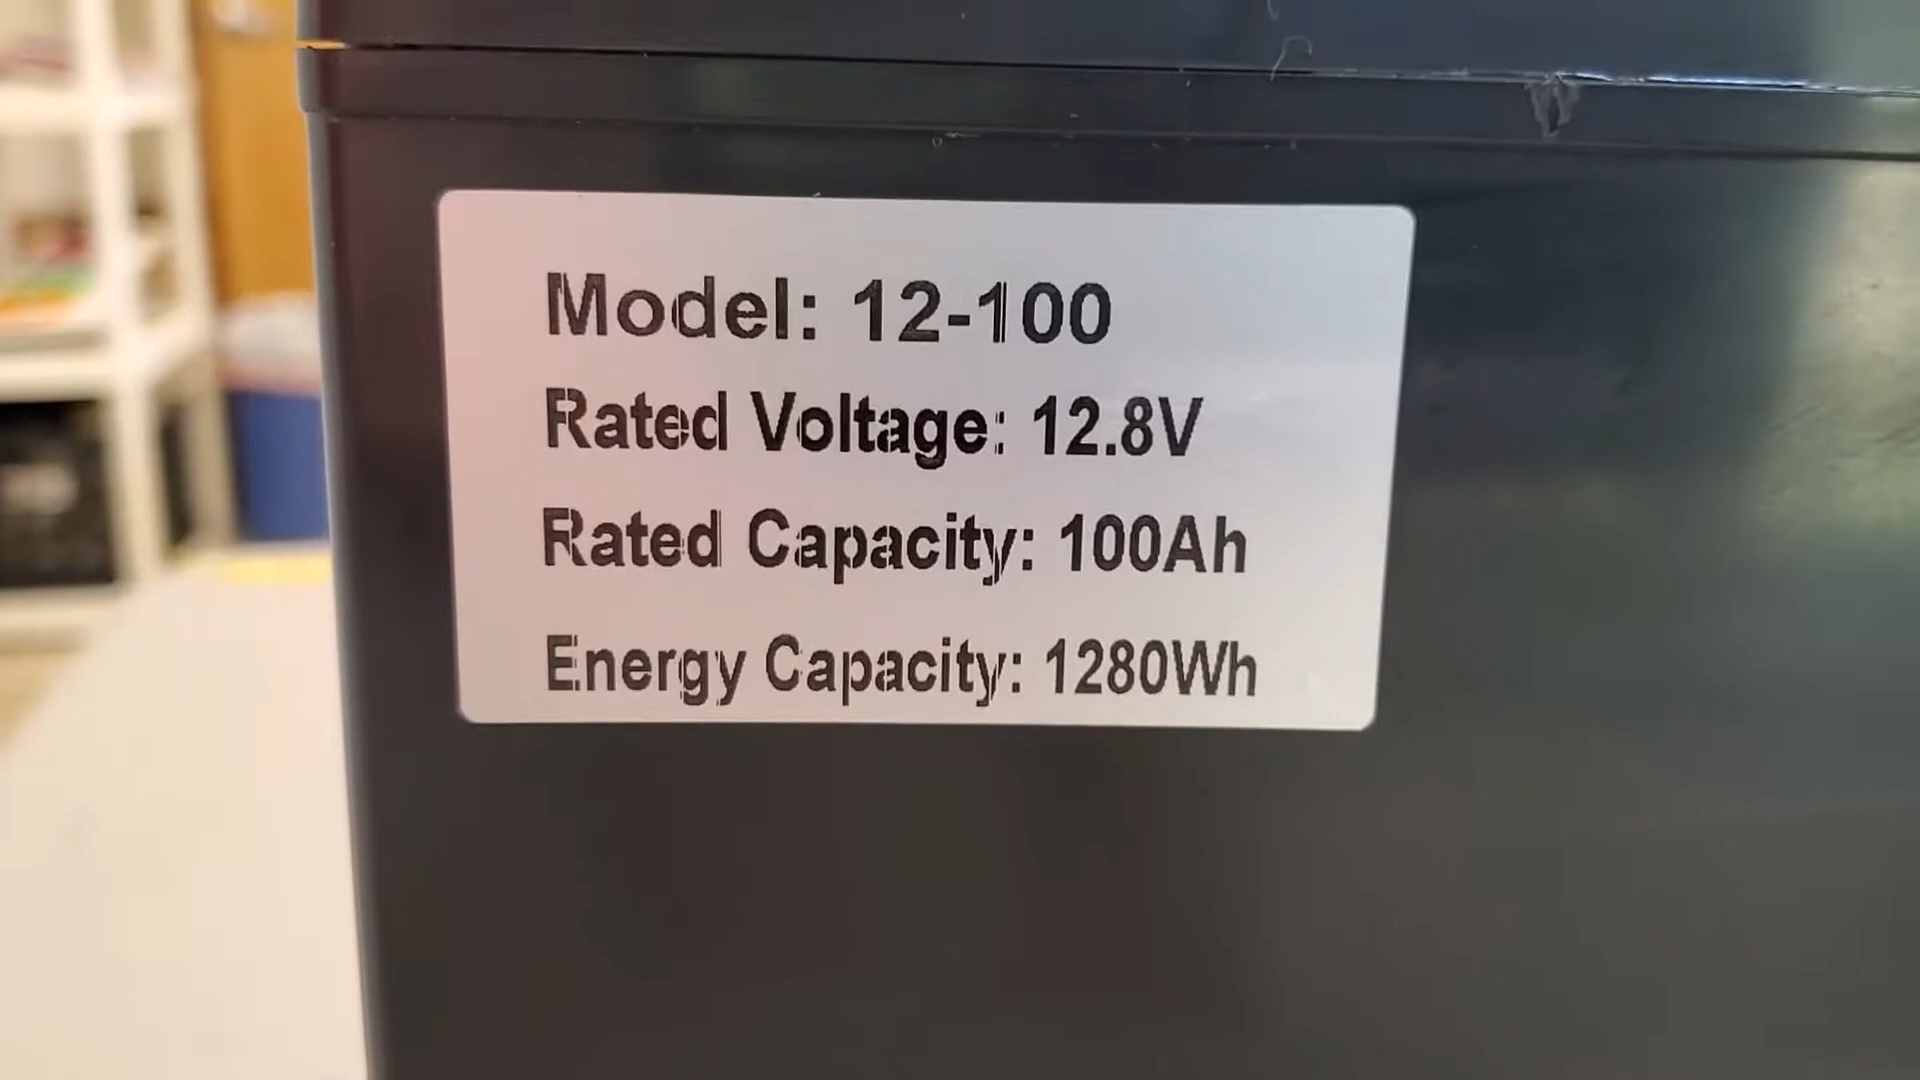 Model: 12-100
Rated Voltage: 12.8V
Rated Capacity: 100Ah
Energy Capacity: 1280Wh